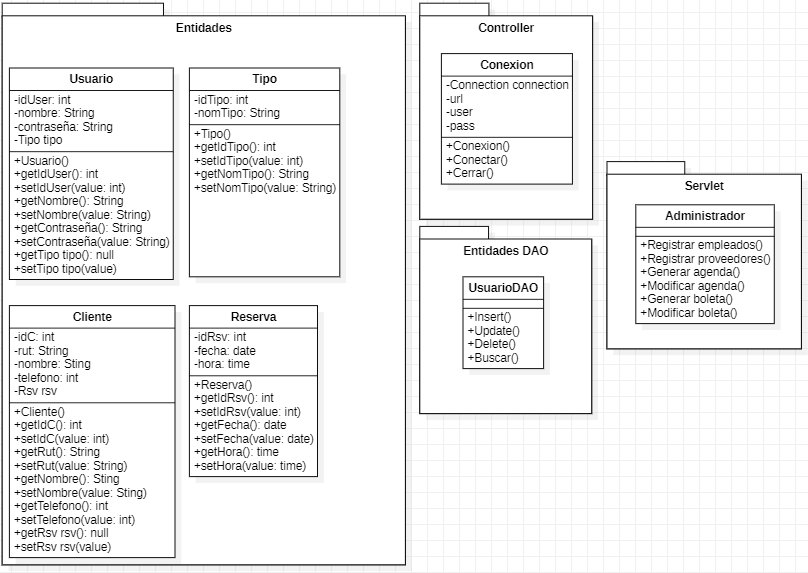 Entidades
Usuario
-idUser: int
-nombre: String
-contraseña: String
-Tipo tipo
+Usuario()
+getIdUser(): int
+setIdUser(value: int)
+getNombre(): String
+setNombre(value: String)
+getContraseña(): String
+setContraseña(value: String)
+getTipo tipo(): null
+setTipo tipo(value)
Tipo
-idTipo: int
-nomTipo: String
+Tipo()
+getIdTipo(): int
+setIdTipo(value: int)
+getNomTipo(): String
+setNomTipo(value: String)
Cliente
-idC: int
-rut: String
-nombre: Sting
-telefono: int
-Rsv rsv
+Cliente()
+getIdC(): int
+setIdC(value: int)
+getRut(): String
+setRut(value: String)
+getNombre(): Sting
+setNombre(value: Sting)
+getTelefono(): int
+setTelefono(value: int)
+getRsv rsv(): null
+setRsv rsv(value)
Reserva
-idRsv: int
-fecha: date
-hora: time
+Reserva()
+getIdRsv(): int
+setIdRsv(value: int)
+getFecha(): date
+setFecha(value: date)
+getHora(): time
+setHora(value: time)
Controller
Conexion
-Connection connection
-url
-user
-pass
+Conexion()
+Conectar()
+Cerrar()
Entidades DAO
UsuarioDAO
+Insert()
+Update()
+Delete()
+Buscar()
Servlet
Administrador
+Registrar empleados()
+Registrar proveedores()
+Generar agenda()
+Modificar agenda()
+Generar boleta()
+Modificar boleta()